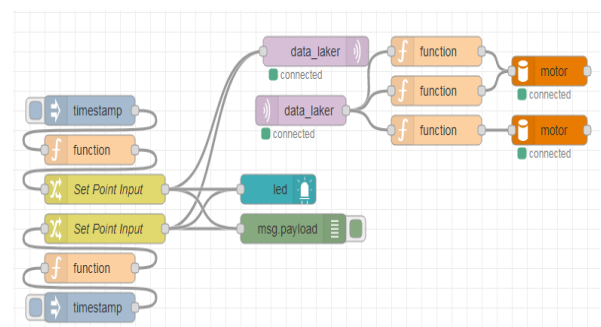 data_laker
connected
function
function
motor
connected
data_laker
connected
function
motor
connected
timestamp
function
Set Point Input
led
Set Point Input
msg.payload
function
timestamp